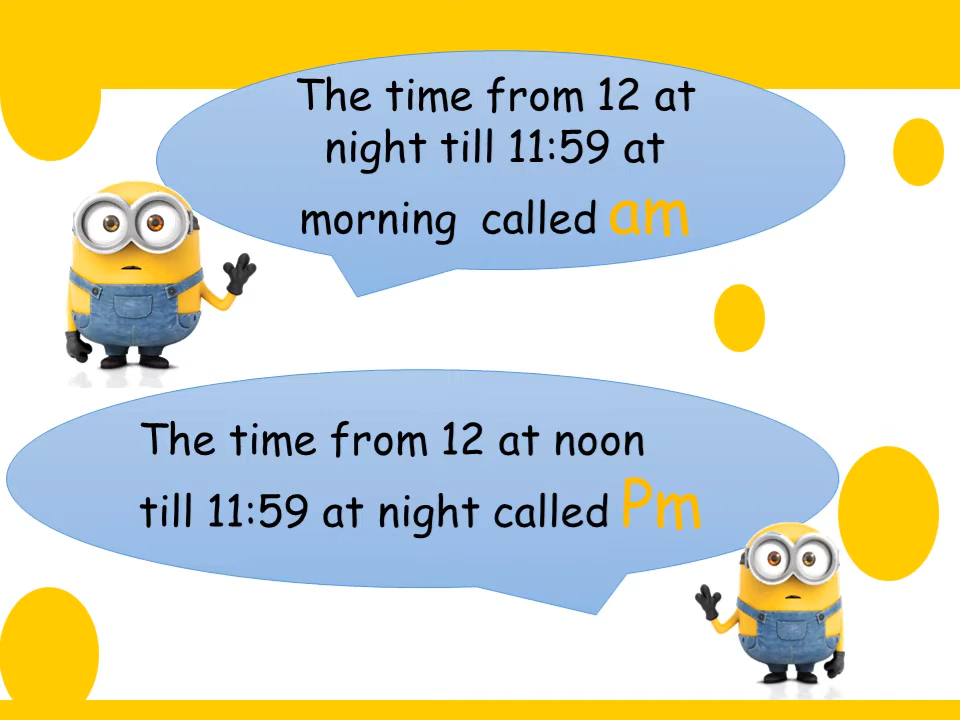 The time from 12 at
night till 11:59 at
morning called am
The time from 12 at noon
till 11:59 at night called Pm